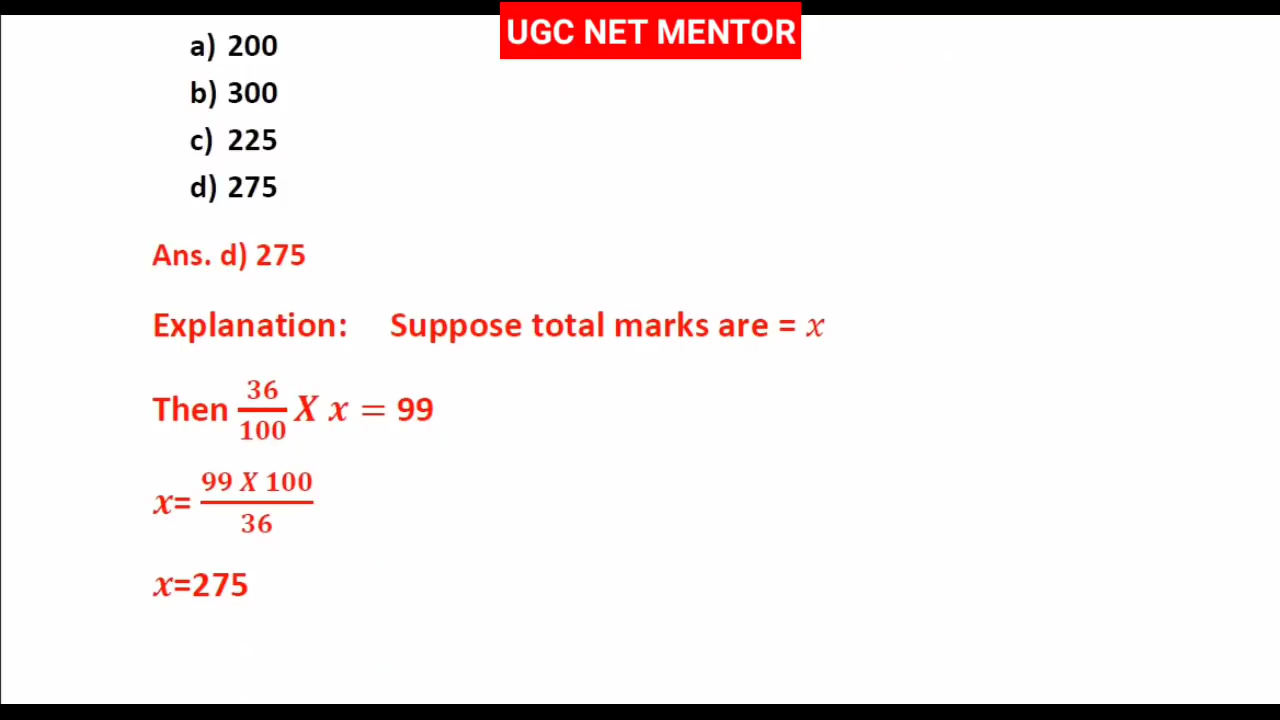 UGC NET MENTOR
a) 200
b) 300
c) 225
d) 275
Ans. d) 275
Explanation: Suppose total marks are = x
Then 36/100 X x = 99
x= 99 X 100/36
x=275